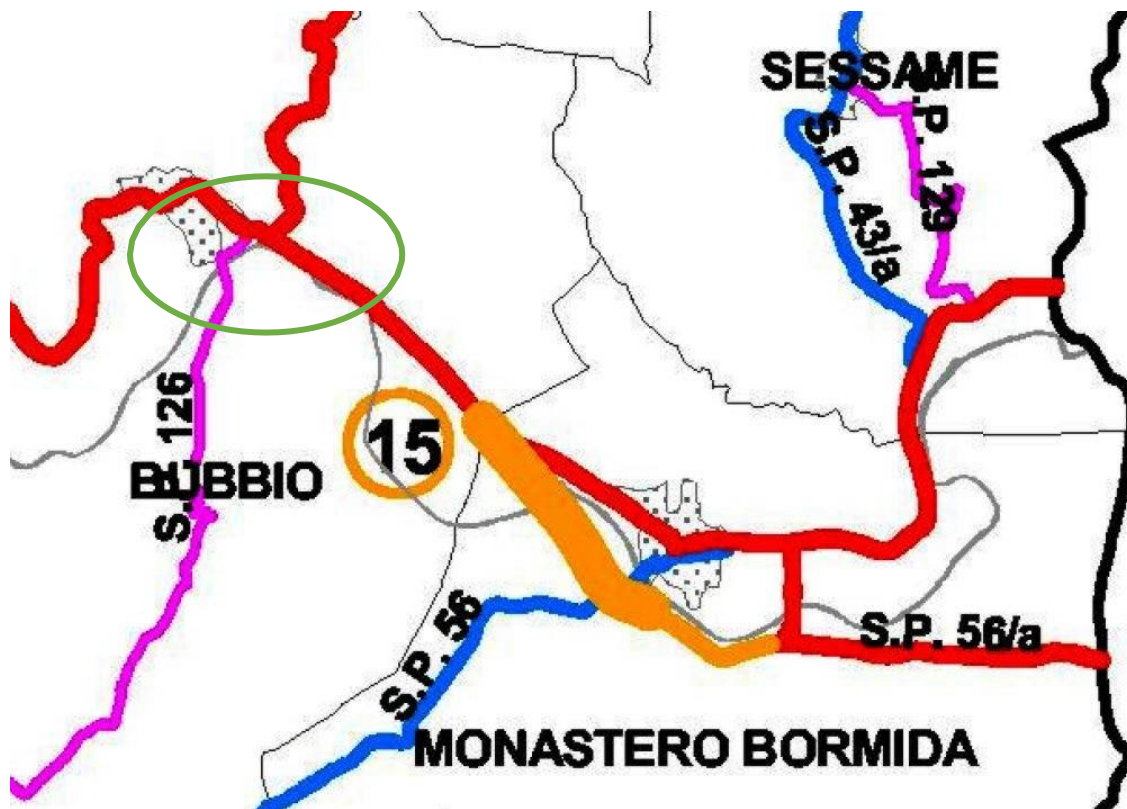 SESSAME
S.P. 129
S.P. 43/a
15
S.P. 126
BUBBIO
S.P. 56
S.P. 56/a
MONASTERO BORMIDA